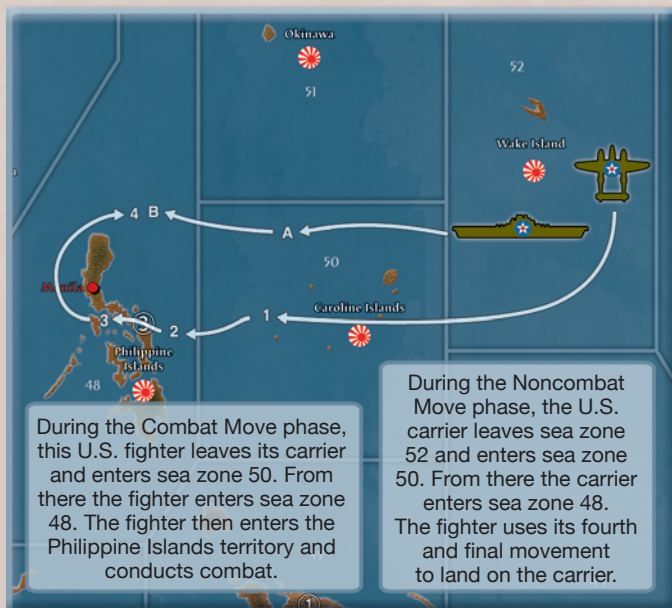 Okinawa
51
52
Wake Island
4 B
A
50
1
Caroline Islands
Manila
3
3
2
Philippine
Islands
48
During the Combat Move phase,
this U.S. fighter leaves its carrier
and enters sea zone 50. From
there the fighter enters sea zone
48. The fighter then enters the
Philippine Islands territory and
conducts combat.
During the Noncombat
Move phase, the U.S.
carrier leaves sea zone
52 and enters sea zone
50. From there the carrier
enters sea zone 48.
The fighter uses its fourth
and final movement
to land on the carrier.
1